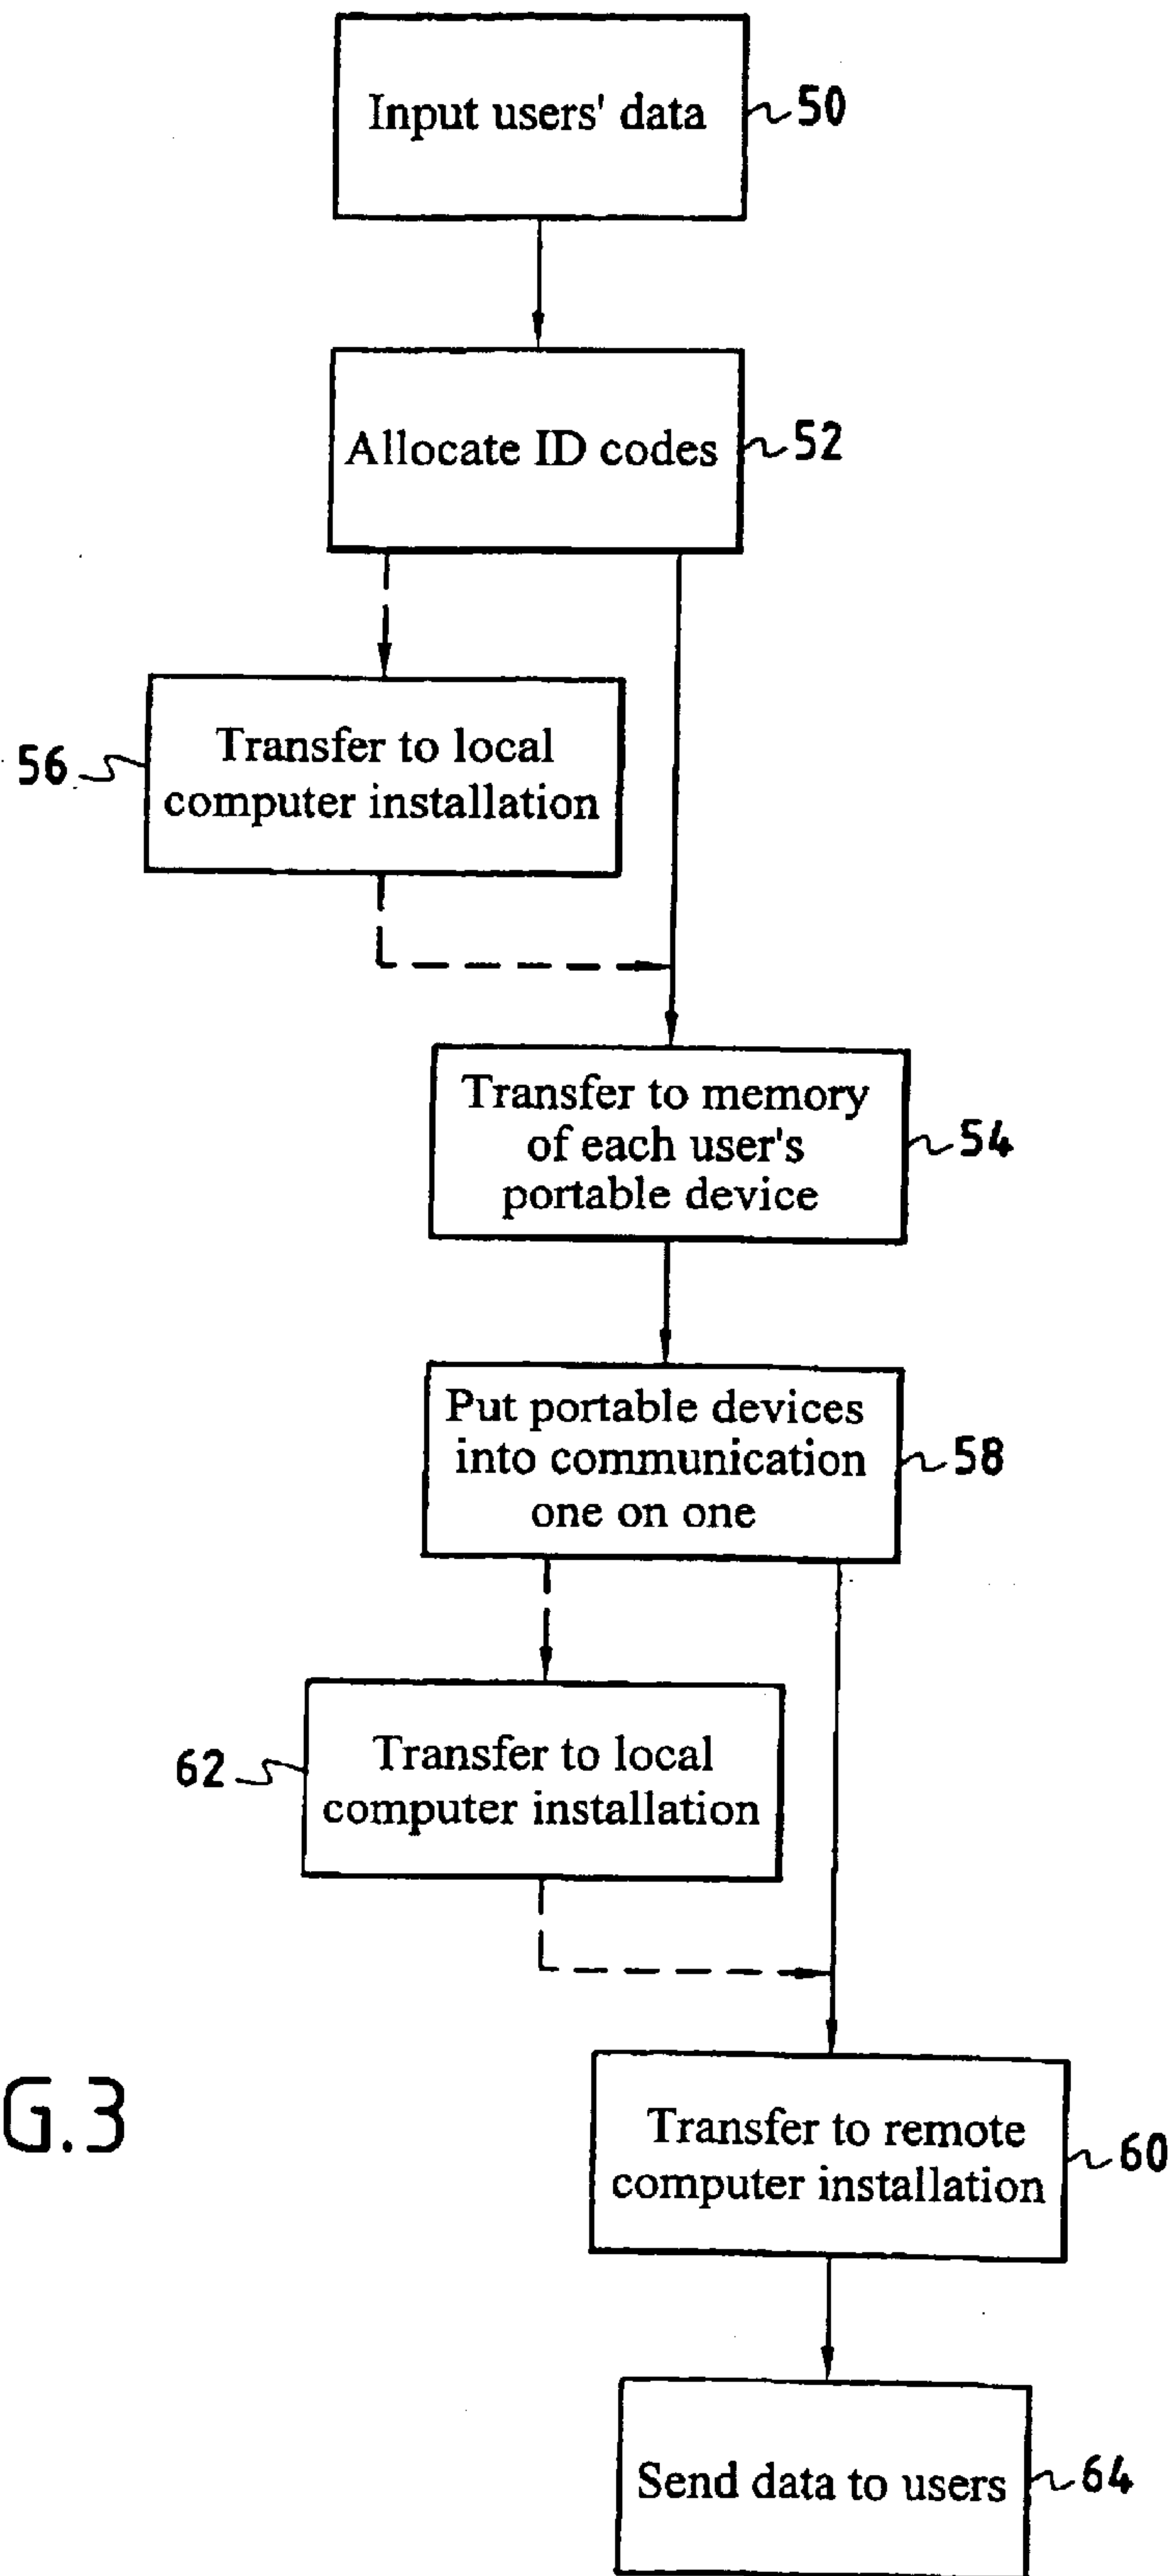 Input users' data
50
Allocate ID codes
52
Transfer to local
computer installation
56
Transfer to memory
of each user's
portable device
54
Put portable devices
into communication
one on one
58
Transfer to local
computer installation
62
G.3
Transfer to remote
computer installation
60
Send data to users
64